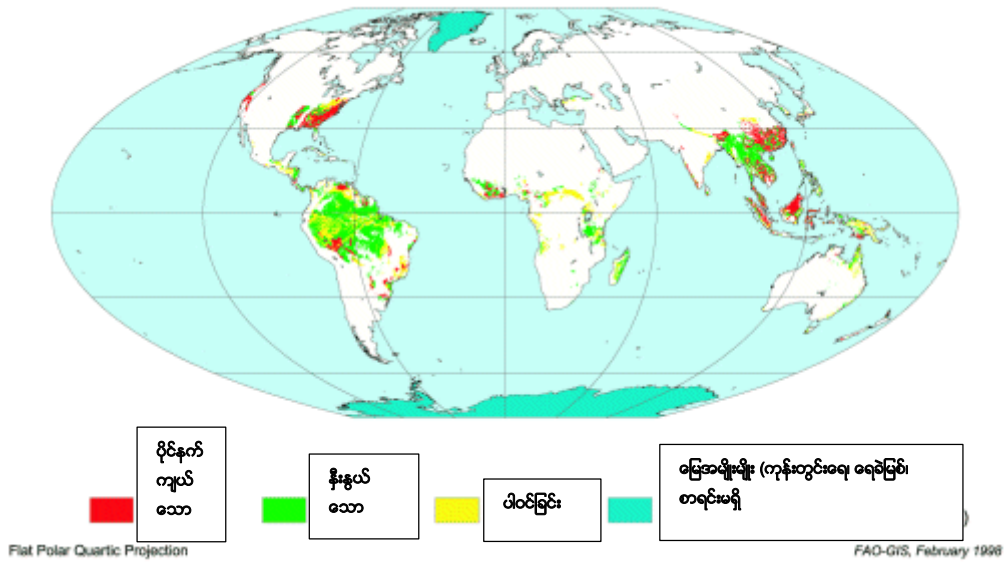 ပိုင်နက်
ကျယ်
သော
နှီးနွယ်
သော
ပါဝင်ခြင်း
မြေအမျိုးမျိုး (ကုန်းတွင်းရေ၊ ရေခဲမြစ်၊
စာရင်းမရှိ
)
Flat Polar Quartic Projection
FAO-GIS, February 1998